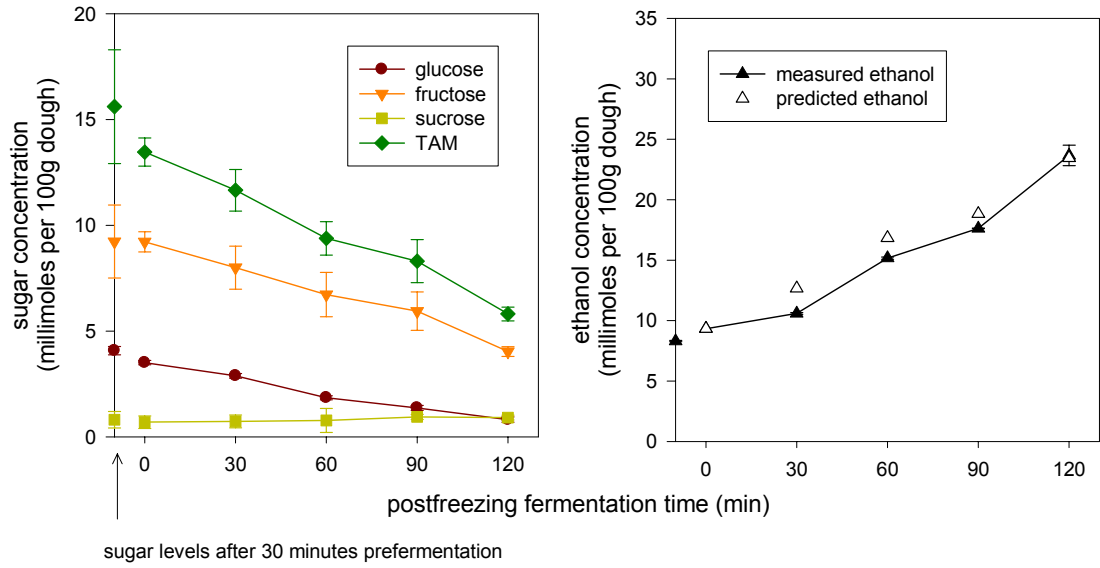 20
15
10
5
0
sugar concentration
(millimoles per 100g dough)
glucose
fructose
sucrose
TAM
0 30 60 90 120
35
30
25
20
15
10
5
0
ethanol concentration
(millimoles per 100g dough)
measured ethanol
predicted ethanol
0 30 60 90 120
postfreezing fermentation time (min)
sugar levels after 30 minutes prefermentation